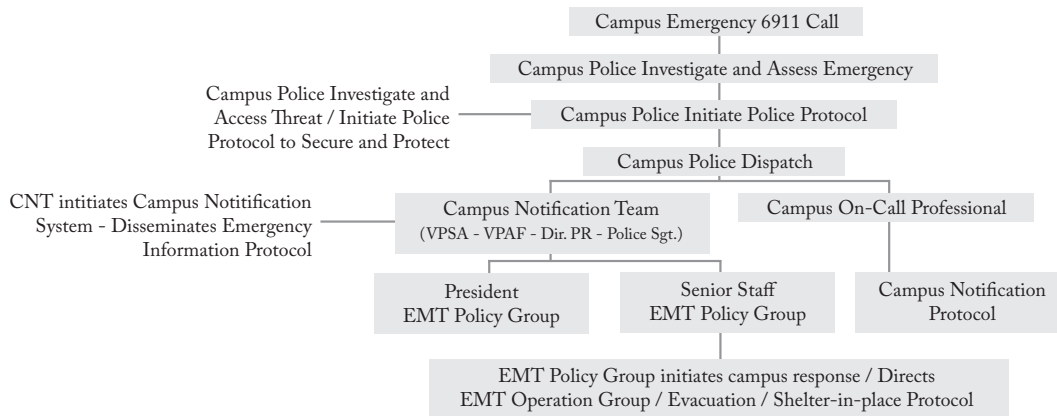 Campus Emergency 6911 Call
Campus Police Investigate and Assess Emergency
Campus Police Investigate and
Access Threat / Initiate Police
Protocol to Secure and Protect
Campus Police Initiate Police Protocol
Campus Police Dispatch
CNT intitiates Campus Notitification
System - Disseminates Emergency
Information Protocol
Campus Notification Team
(VPSA - VPAF - Dir. PR - Police Sgt.)
Campus On-Call Professional
President
EMT Policy Group
Senior Staff
EMT Policy Group
Campus Notification
Protocol
EMT Policy Group initiates campus response / Directs
EMT Operation Group / Evacuation / Shelter-in-place Protocol